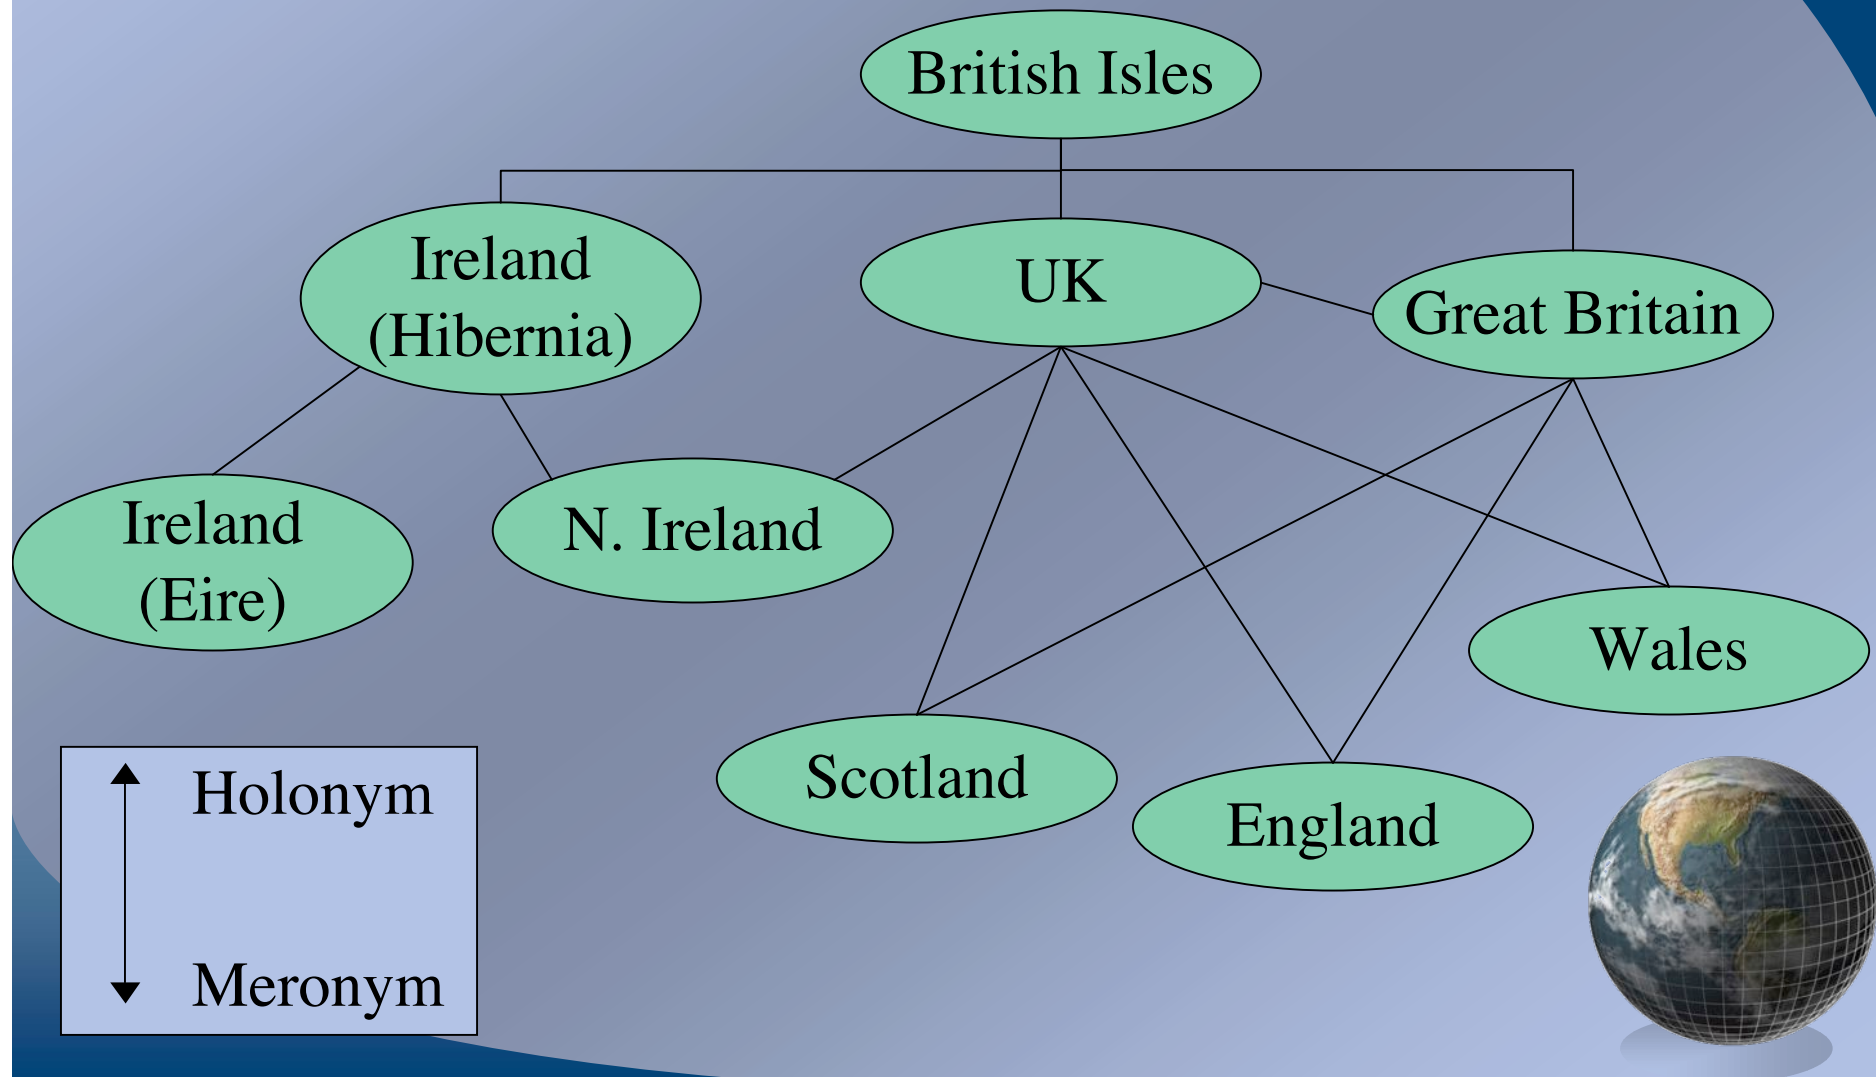 British Isles
Ireland
(Hibernia)
UK
Great Britain
Ireland
(Eire)
N. Ireland
Wales
Scotland
England
Holonym
Meronym